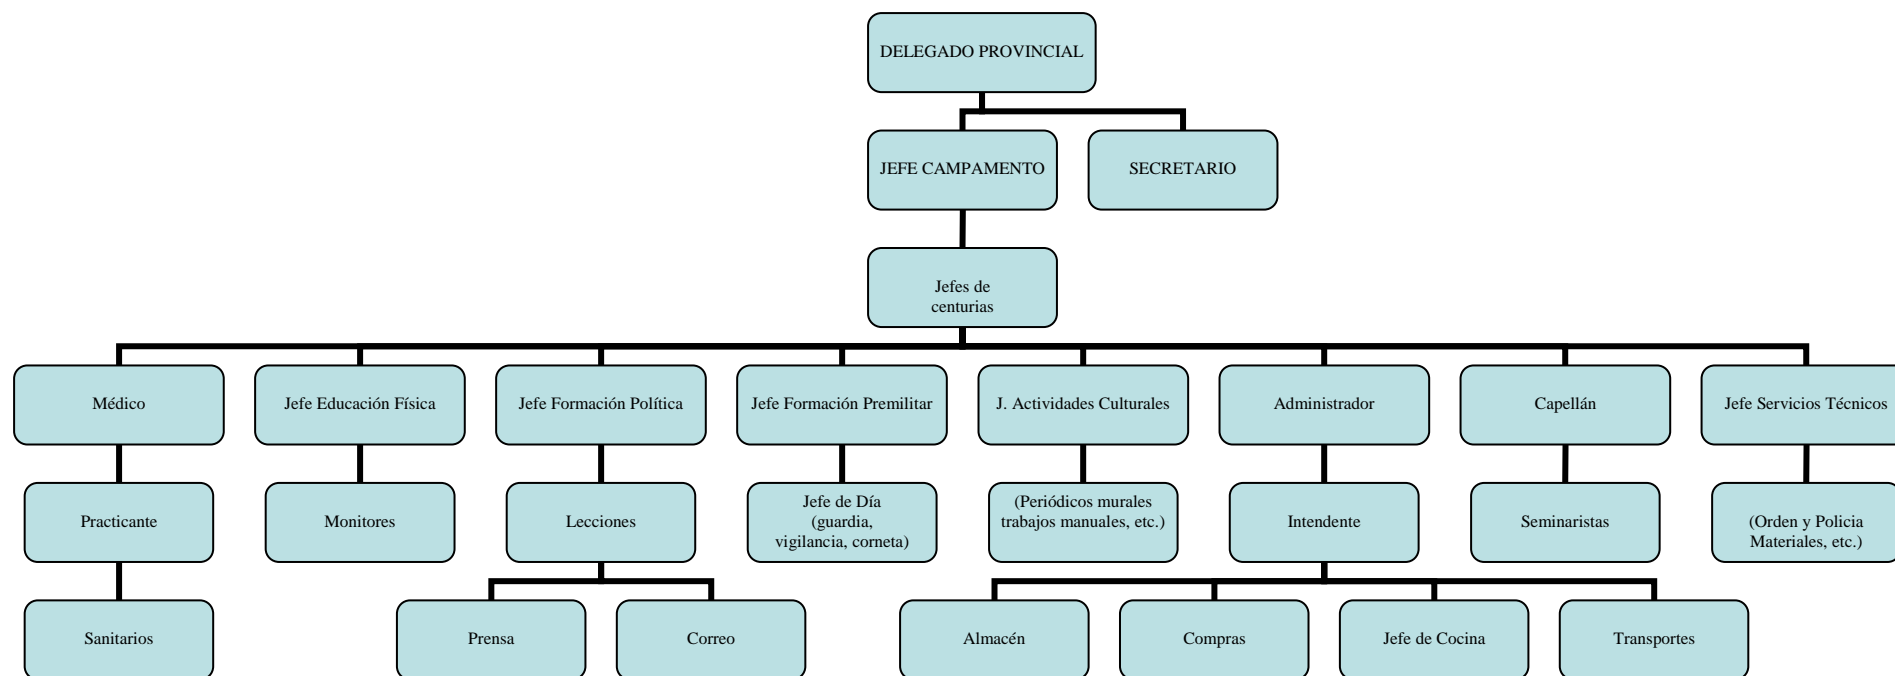 DELEGADO PROVINCIAL
JEFE CAMPAMENTO
SECRETARIO
Jefes de
centurias
Médico
Jefe Educación Física
Jefe Formación Política
Jefe Formación Premilitar
J. Actividades Culturales
Administrador
Capellán
Jefe Servicios Técnicos
Practicante
Monitores
Lecciones
Jefe de Día
(guardia,
vigilancia, corneta)
(Periódicos murales
trabajos manuales, etc.)
Intendente
Seminaristas
(Orden y Policia
Materiales, etc.)
Sanitarios
Prensa
Correo
Almacén
Compras
Jefe de Cocina
Transportes